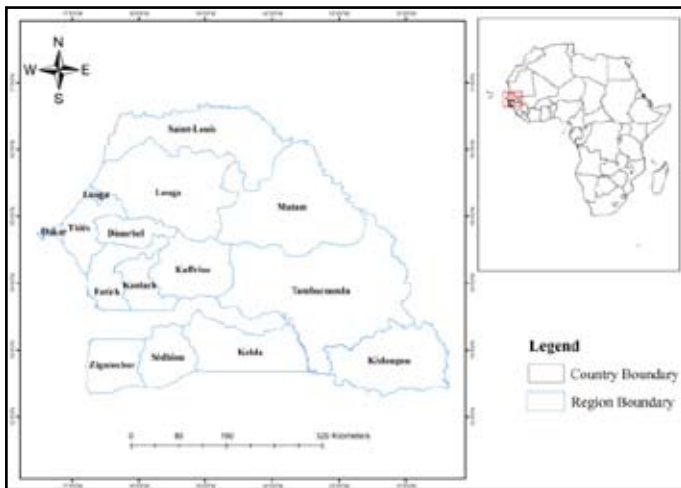 N
W E
S
Saint-Louis
Louga
Louga
Matam
Dakar
Thiès
Diourbel
Fatick
Kaolack
Kaffrine
Tambacounda
Ziguinchor
Sédhiou
Kolda
Kédougou
0 80 160 320 Kilometers
Legend
Country Boundary
Region Boundary